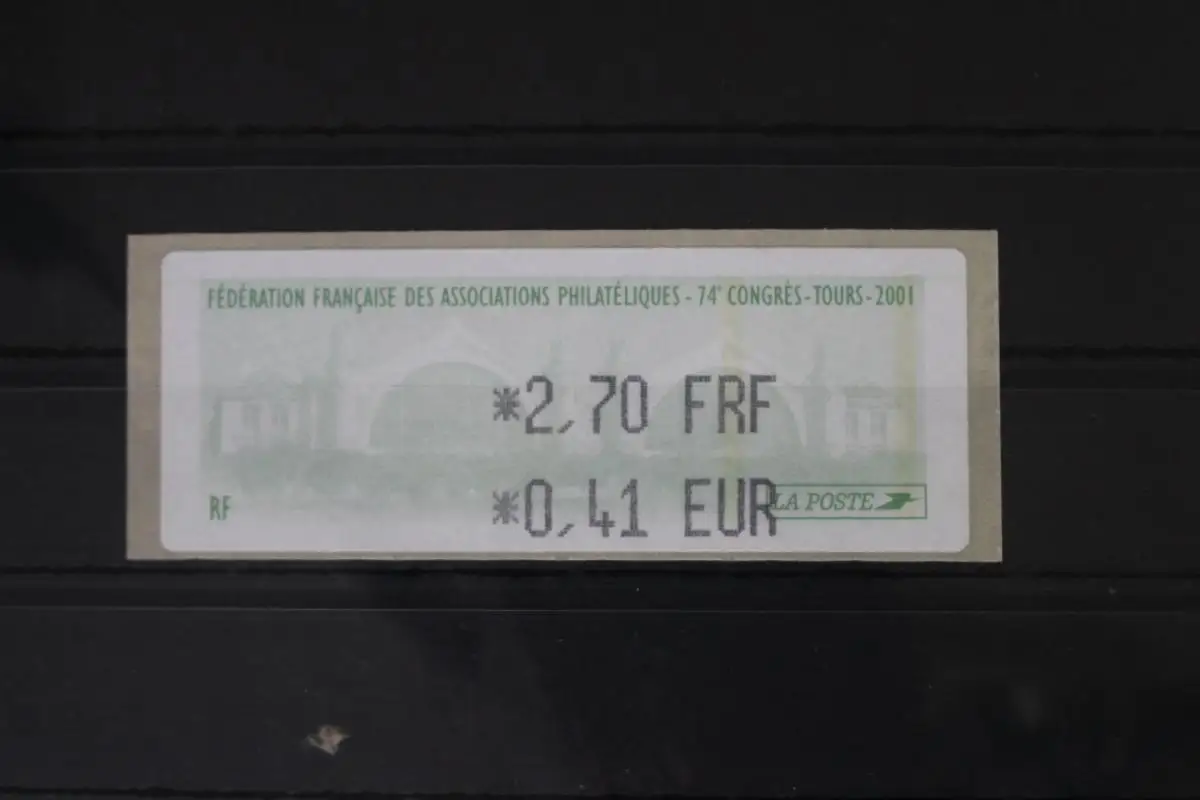 FÉDÉRATION FRANÇAISE DES ASSOCIATIONS PHILATÉLIQUES - 74e CONGRÈS - TOURS - 2001
*2,70 FRF
*0,41 EUR
RF
LA POSTE